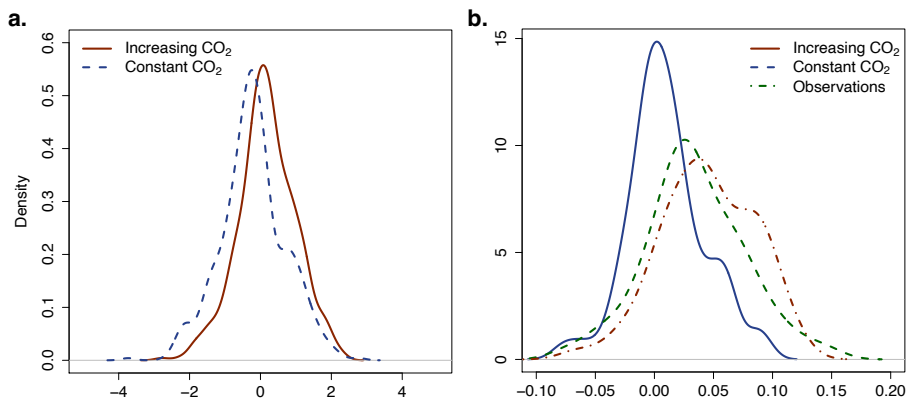 a.
Increasing CO₂
Constant CO₂
Density
0.6
0.5
0.4
0.3
0.2
0.1
0.0
−4 −2 0 2 4
b.
Increasing CO₂
Constant CO₂
Observations
15
10
5
0
−0.10 −0.05 0.00 0.05 0.10 0.15 0.20